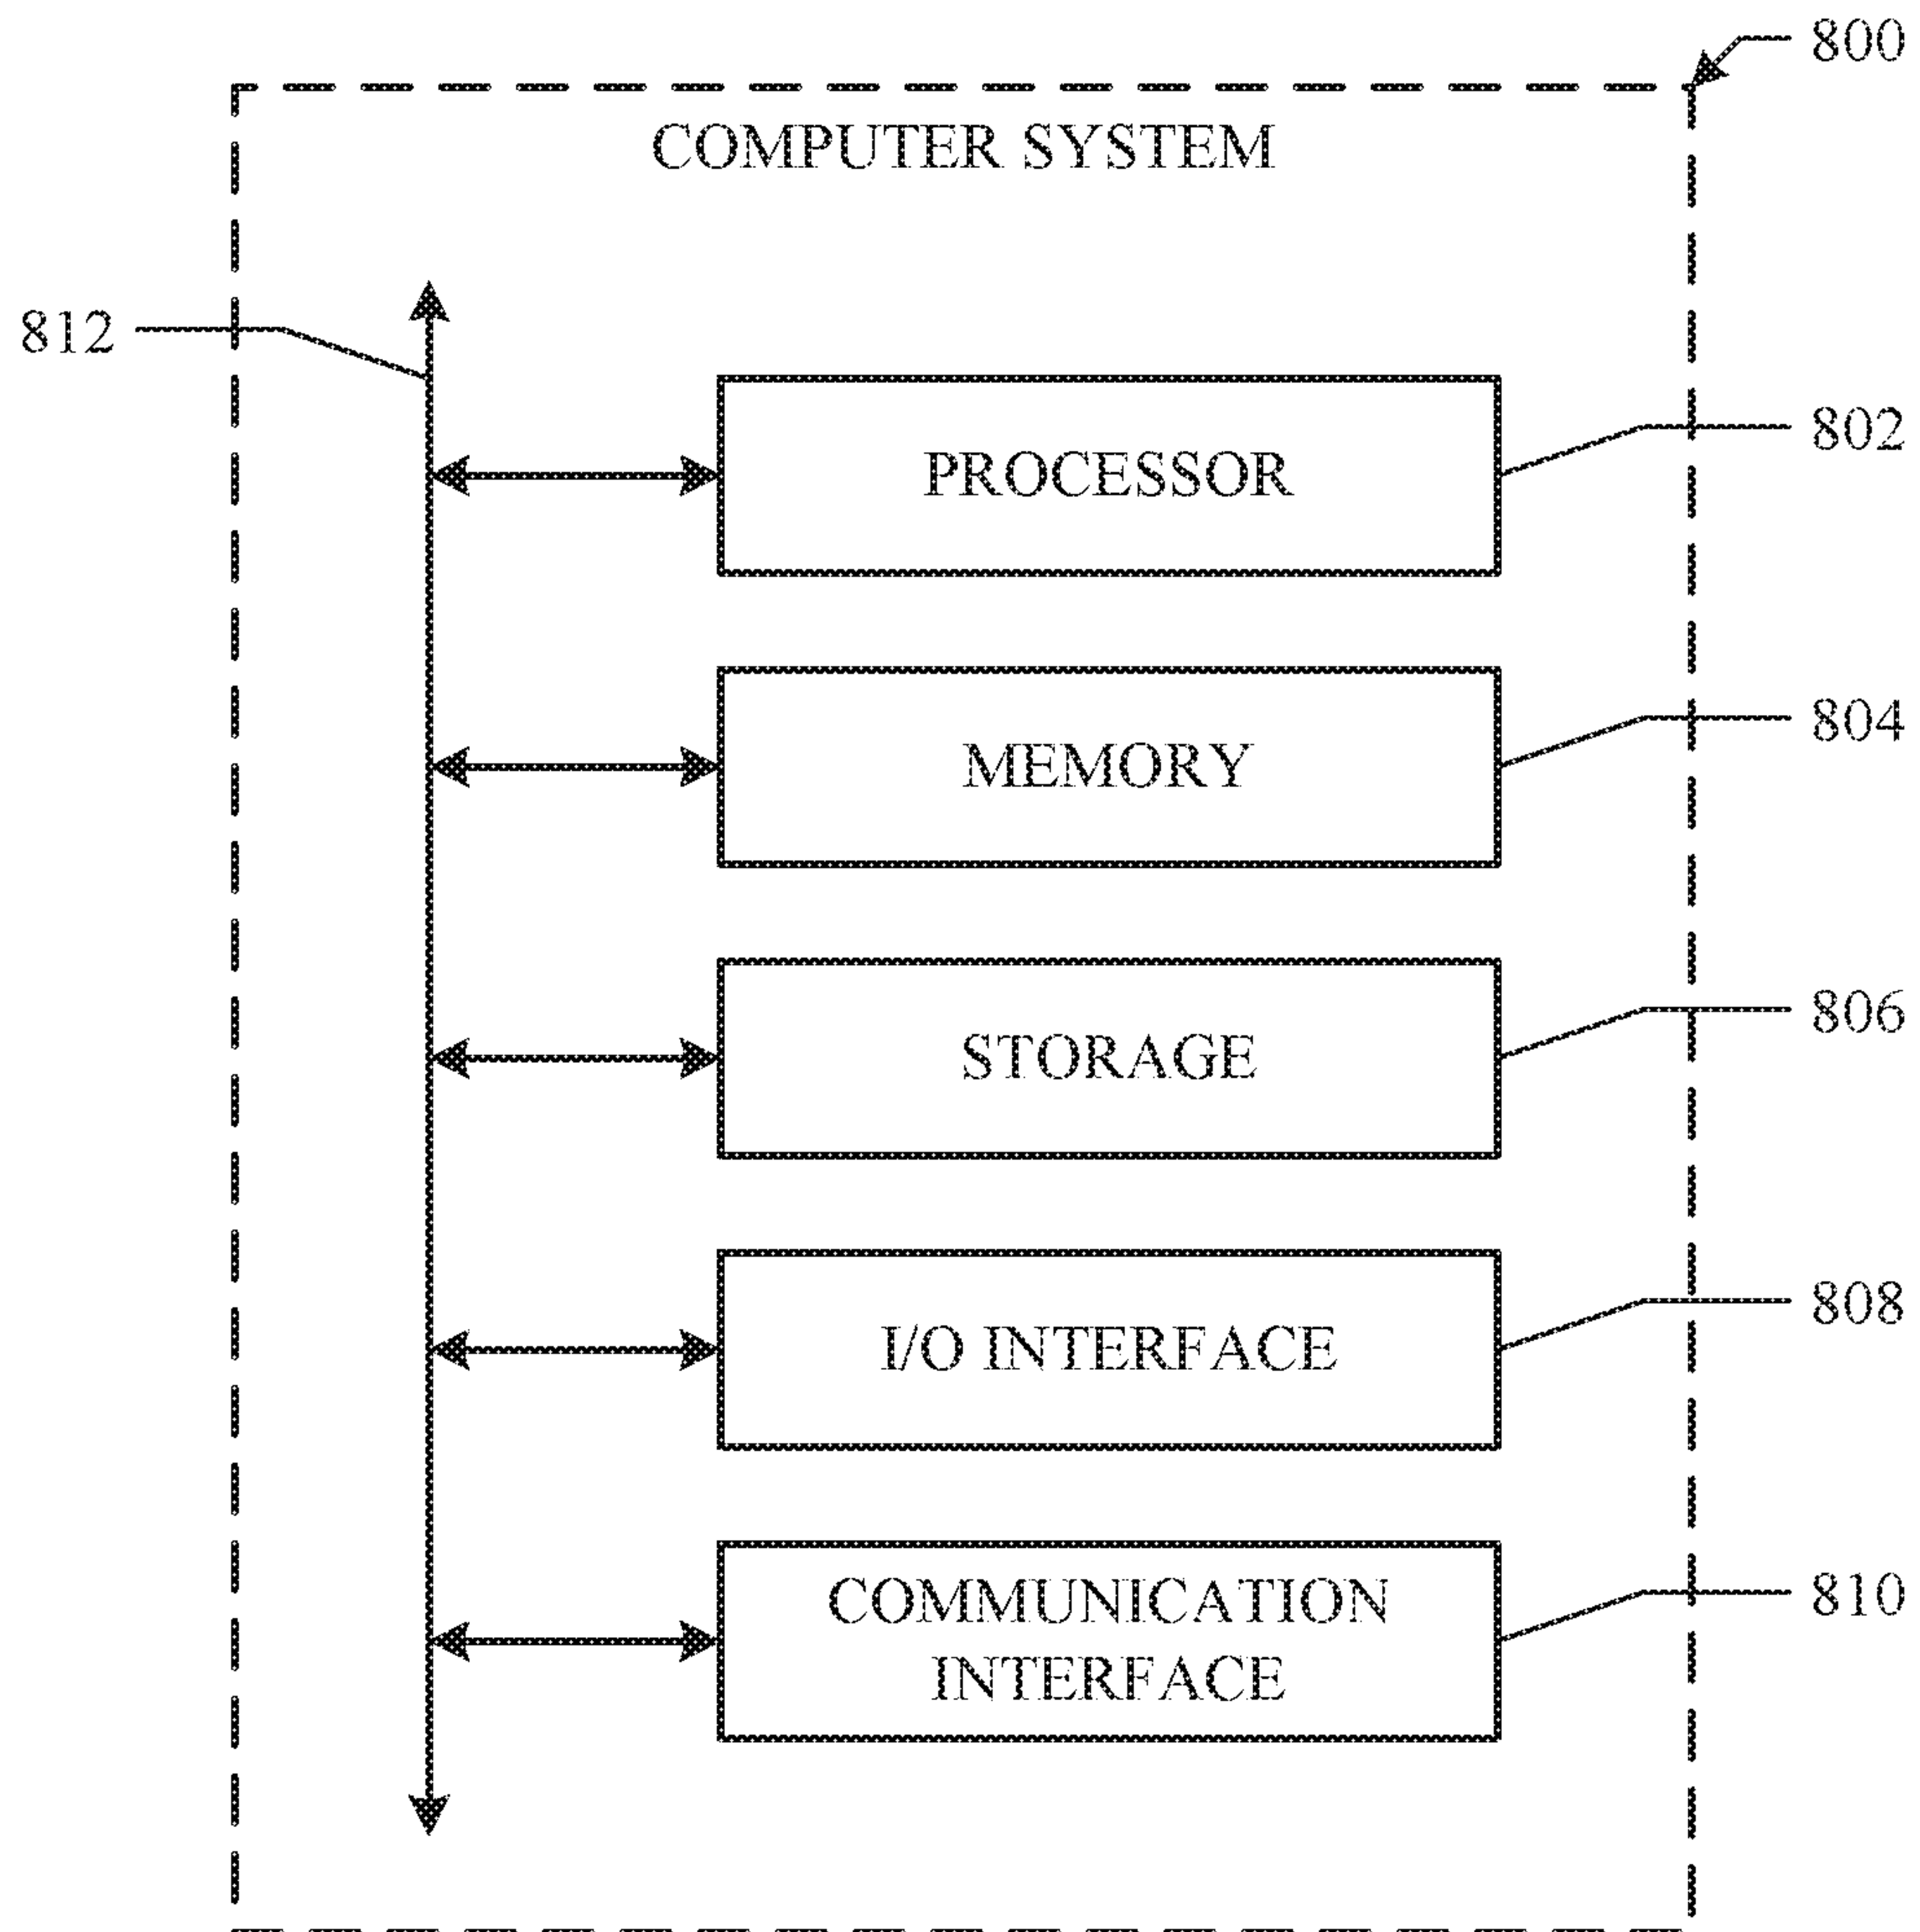 800
COMPUTER SYSTEM
812
PROCESSOR
802
MEMORY
804
STORAGE
806
I/O INTERFACE
808
COMMUNICATION
INTERFACE
810